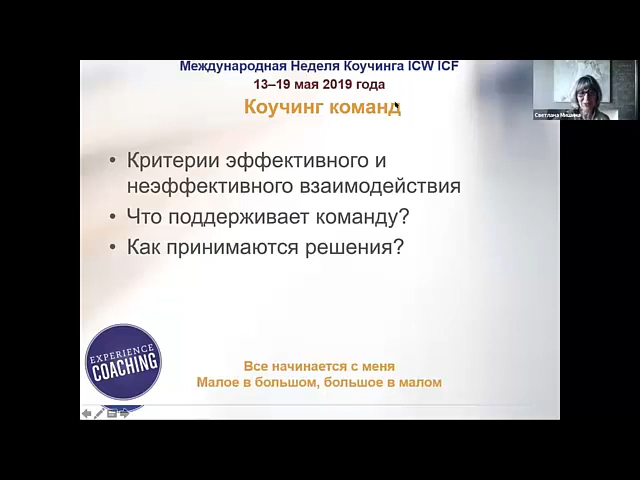 Международная Неделя Коучинга ICW ICF
13–19 мая 2019 года
Коучинг команд
Светлана Мишина
• Критерии эффективного и
неэффективного взаимодействия
• Что поддерживает команду?
• Как принимаются решения?
EXPERIENCE
COACHING
Все начинается с меня
Малое в большом, большое в малом